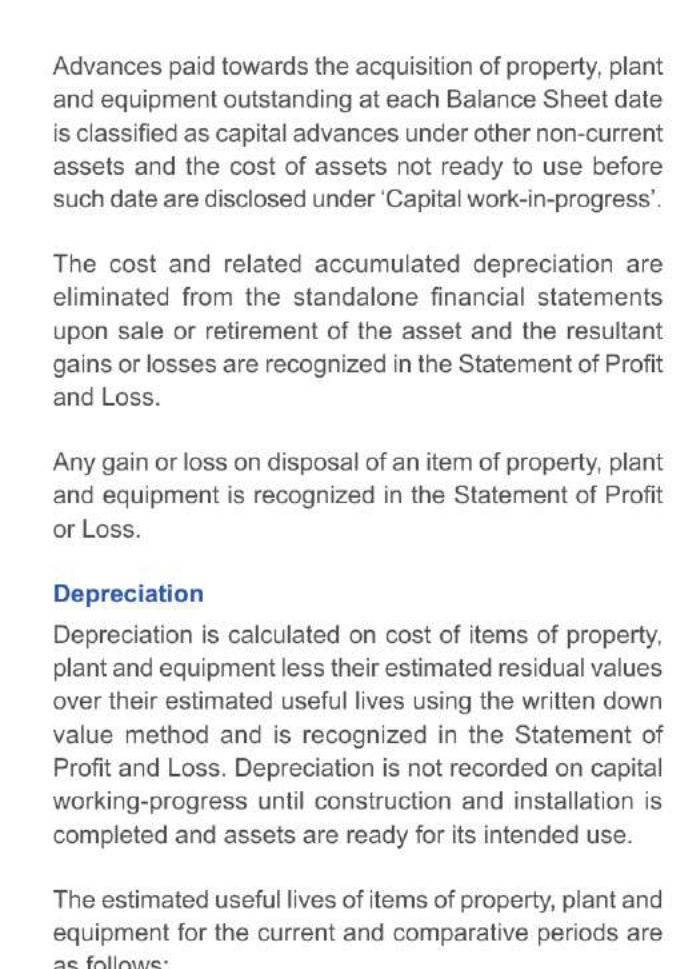 Advances paid towards the acquisition of property, plant
and equipment outstanding at each Balance Sheet date
is classified as capital advances under other non-current
assets and the cost of assets not ready to use before
such date are disclosed under ‘Capital work-in-progress’.
The cost and related accumulated depreciation are
eliminated from the standalone financial statements
upon sale or retirement of the asset and the resultant
gains or losses are recognized in the Statement of Profit
and Loss.
Any gain or loss on disposal of an item of property, plant
and equipment is recognized in the Statement of Profit
or Loss.
Depreciation
Depreciation is calculated on cost of items of property,
plant and equipment less their estimated residual values
over their estimated useful lives using the written down
value method and is recognized in the Statement of
Profit and Loss. Depreciation is not recorded on capital
working-progress until construction and installation is
completed and assets are ready for its intended use.
The estimated useful lives of items of property, plant and
equipment for the current and comparative periods are
as follows: